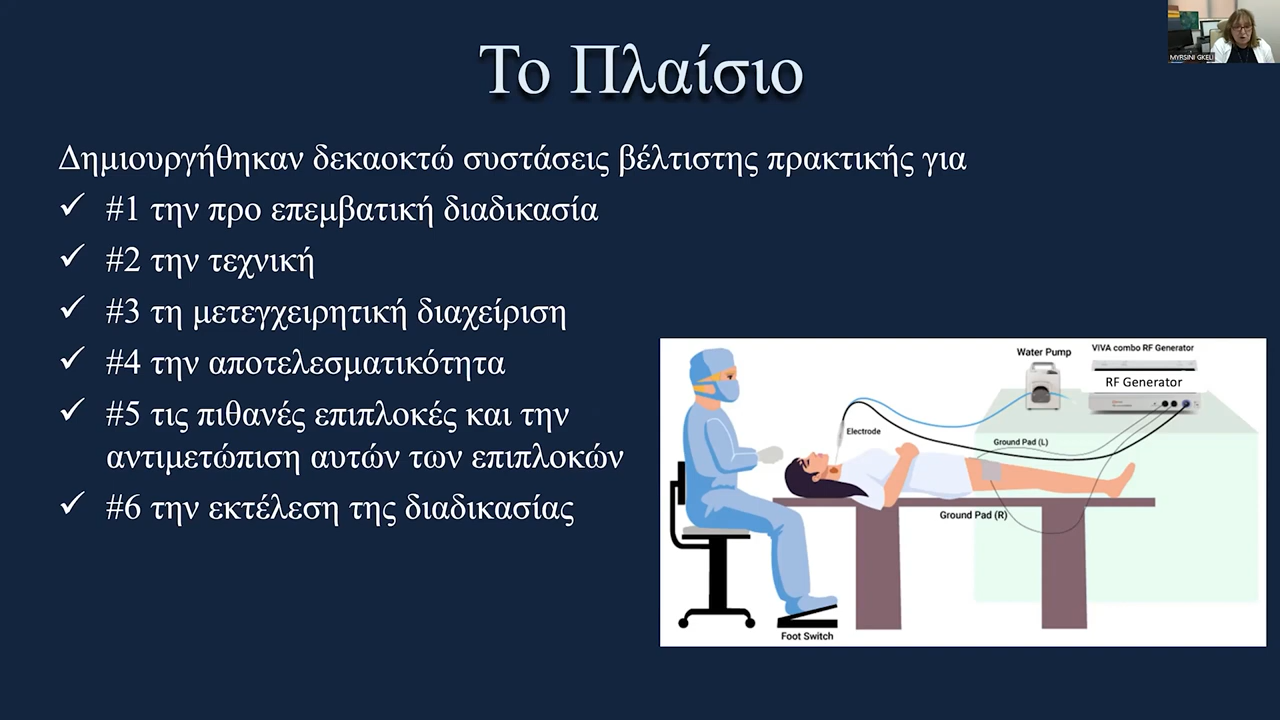 Το Πλαίσιο
MYRSINI GKELI
Δημιουργήθηκαν δεκαοκτώ συστάσεις βέλτιστης πρακτικής για
✓ #1 την προ επεμβατική διαδικασία
✓ #2 την τεχνική
✓ #3 τη μετεγχειρητική διαχείριση
✓ #4 την αποτελεσματικότητα
✓ #5 τις πιθανές επιπλοκές και την
αντιμετώπιση αυτών των επιπλοκών
✓ #6 την εκτέλεση της διαδικασίας
Water Pump
VIVA combo RF Generator
RF Generator
Electrode
Ground Pad (L)
Ground Pad (R)
Foot Switch